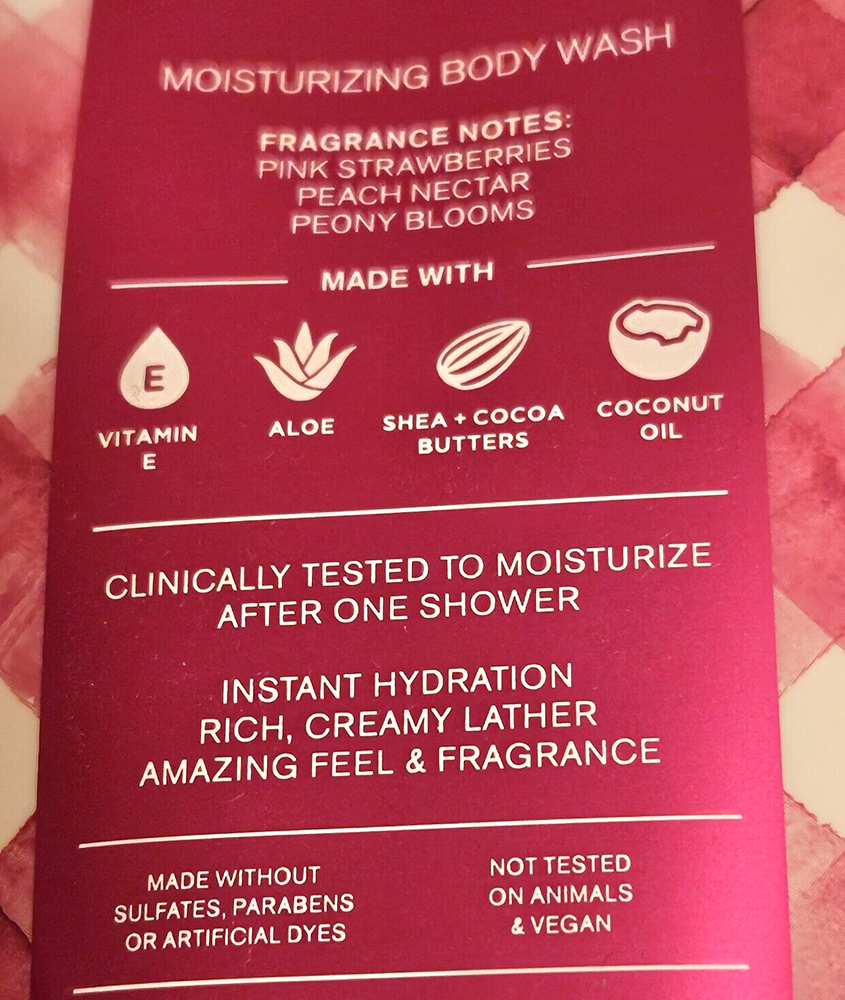 MOISTURIZING BODY WASH
FRAGRANCE NOTES:
PINK STRAWBERRIES
PEACH NECTAR
PEONY BLOOMS
MADE WITH
E
VITAMIN
E
ALOE
SHEA + COCOA
BUTTERS
COCONUT
OIL
CLINICALLY TESTED TO MOISTURIZE
AFTER ONE SHOWER
INSTANT HYDRATION
RICH, CREAMY LATHER
AMAZING FEEL & FRAGRANCE
MADE WITHOUT
SULFATES, PARABENS
OR ARTIFICIAL DYES
NOT TESTED
ON ANIMALS
& VEGAN